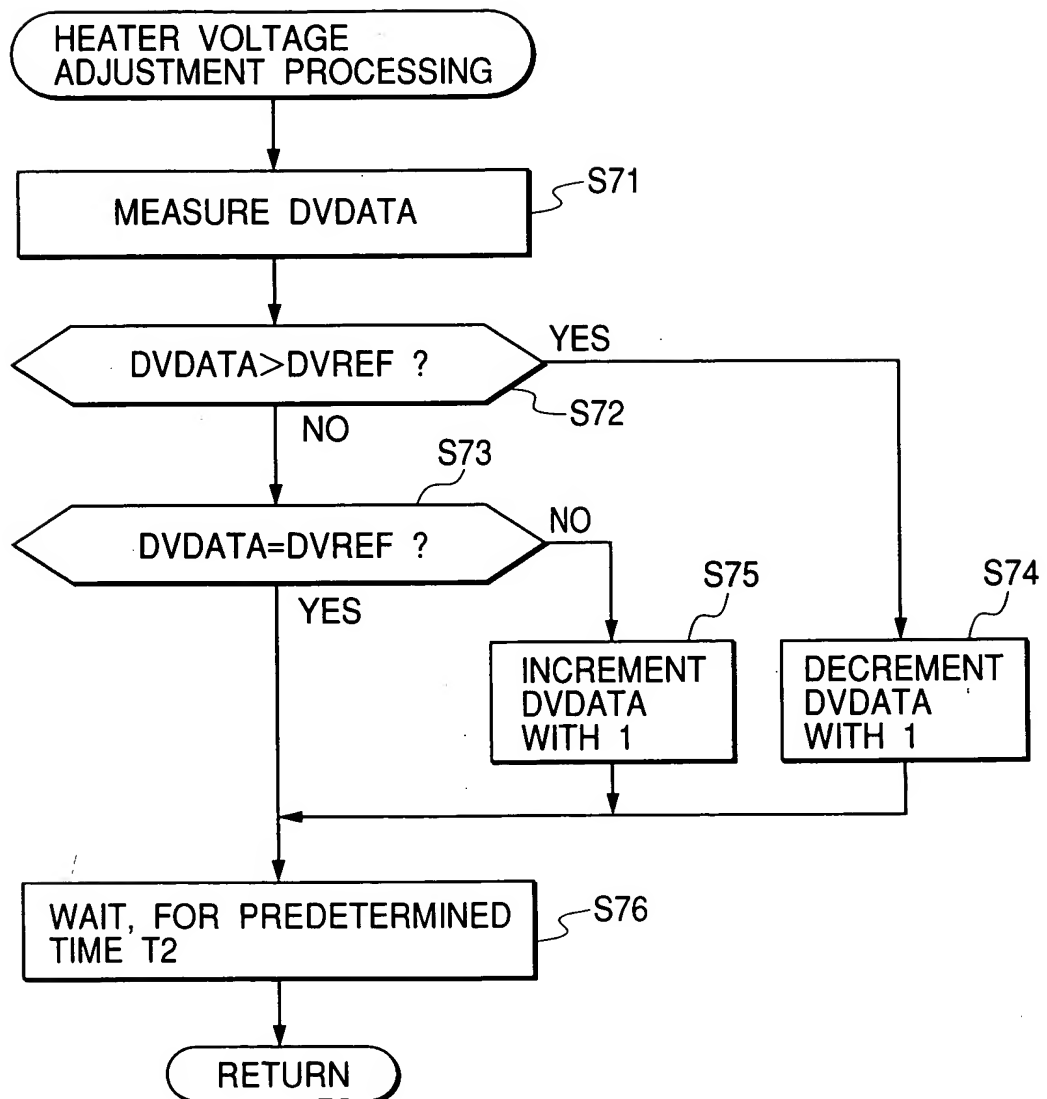 HEATER VOLTAGE
ADJUSTMENT PROCESSING
S71
MEASURE DVDATA
DVDATA>DVREF ?
YES
S72
NO
S73
DVDATA=DVREF ?
NO
YES
S75
S74
INCREMENT
DVDATA
WITH 1
DECREMENT
DVDATA
WITH 1
WAIT, FOR PREDETERMINED
TIME T2
S76
RETURN